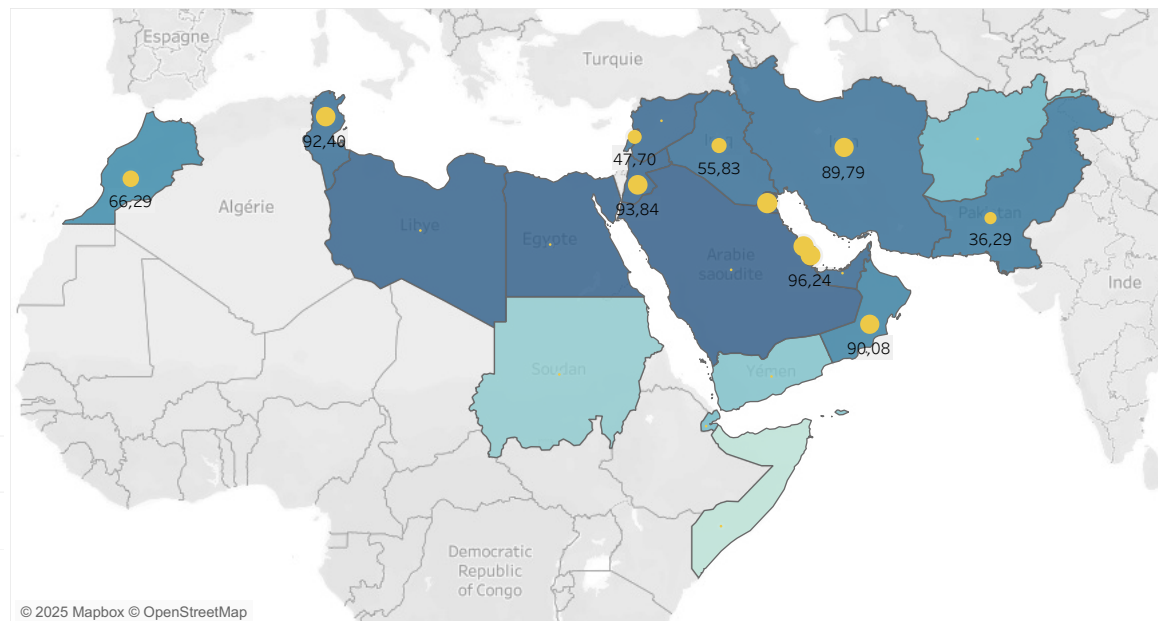 Espagne
Turquie
92,40
47,70
55,83
89,79
66,29
Algérie
93,84
Pakistan
36,29
Libye
Egypte
Arabie
saoudite
96,24
Inde
90,08
Soudan
Yémen
Democratic
Republic
of Congo
© 2025 Mapbox © OpenStreetMap